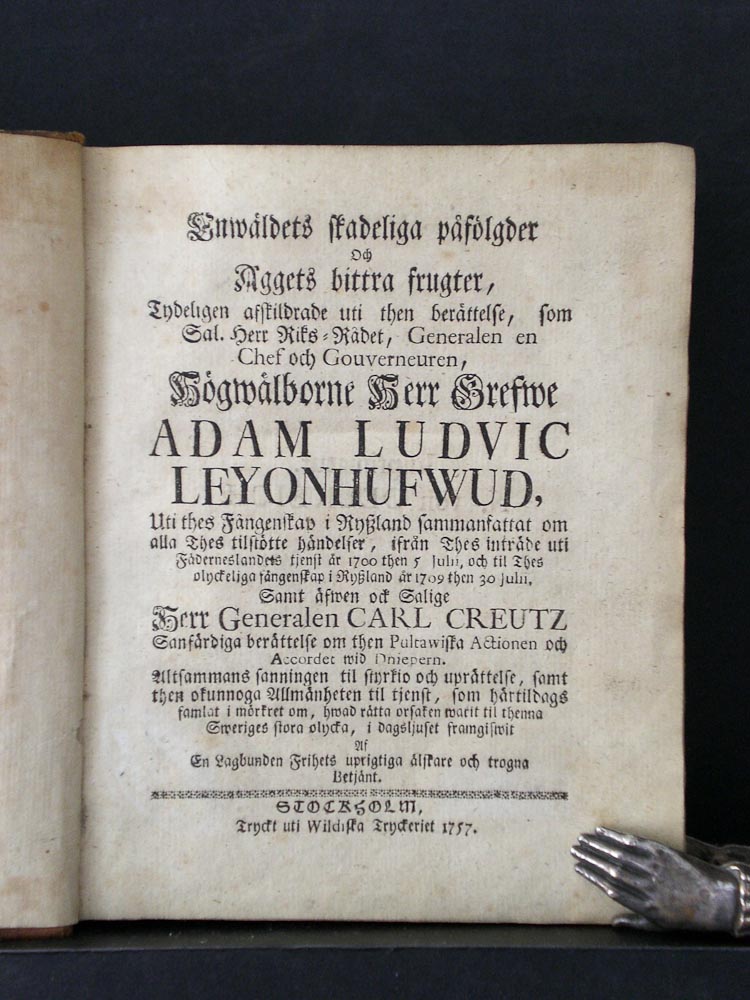 Enwäldets skadeliga påfölgder
Och
Aggets bittra frugter,
Tydeligen afskildrade uti then berättelse, som
Sal. Herr Riks-Rådet, Generalen en
Chef och Gouverneuren,
Högwälborne Herr Grefwe
ADAM LUDVIC
LEYONHUFWUD,
Uti thes Fångenskap i Ryßland sammanfattat om
alla Thes tilstötte händelser, ifrån Thes inträde uti
Fäderneslandets tjenst år 1700 then 5 Julii, och til Thes
olyckeliga fångenskap i Ryßland år 1709 then 30 Julii,
Samt äfwen ock Salige
Herr Generalen CARL CREUTZ
Sanfärdiga berättelse om then Pultawiska Actionen och
Accordet wid Dniepern.
Altsammans sanningen til styrkio och uprättelse, samt
then okunnoga Allmänheten til tjenst, som härtildags
famlat i mörkret om, hwad rätta orsaken warit til thenna
Sweriges stora olycka, i dagsljuset framgifwit
Af
En Lagbunden Frihets uprigtiga älskare och trogna
Betjänt.
STOCKHOLM,
Tryckt uti Wildiska Tryckeriet 1757.